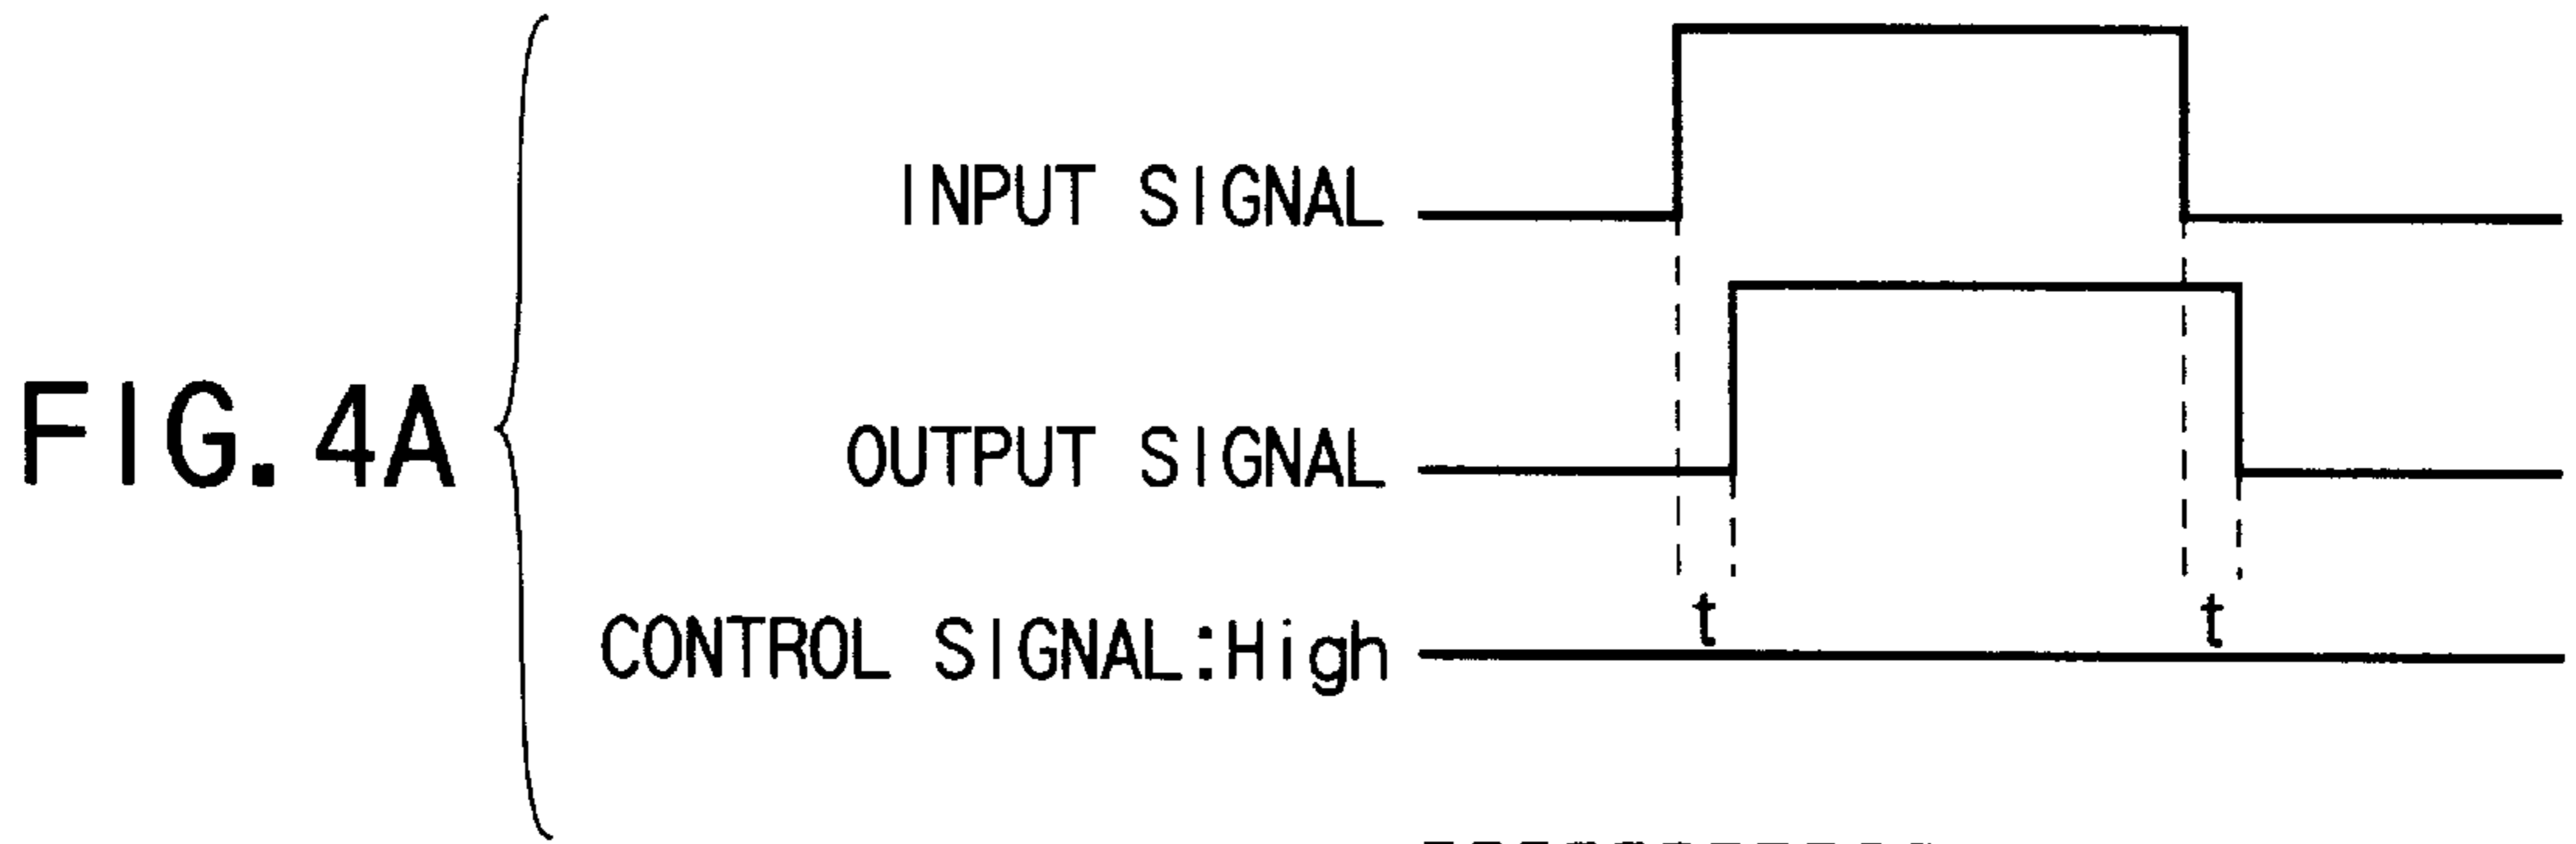 FIG. 4A
INPUT SIGNAL
OUTPUT SIGNAL
t t
CONTROL SIGNAL:High